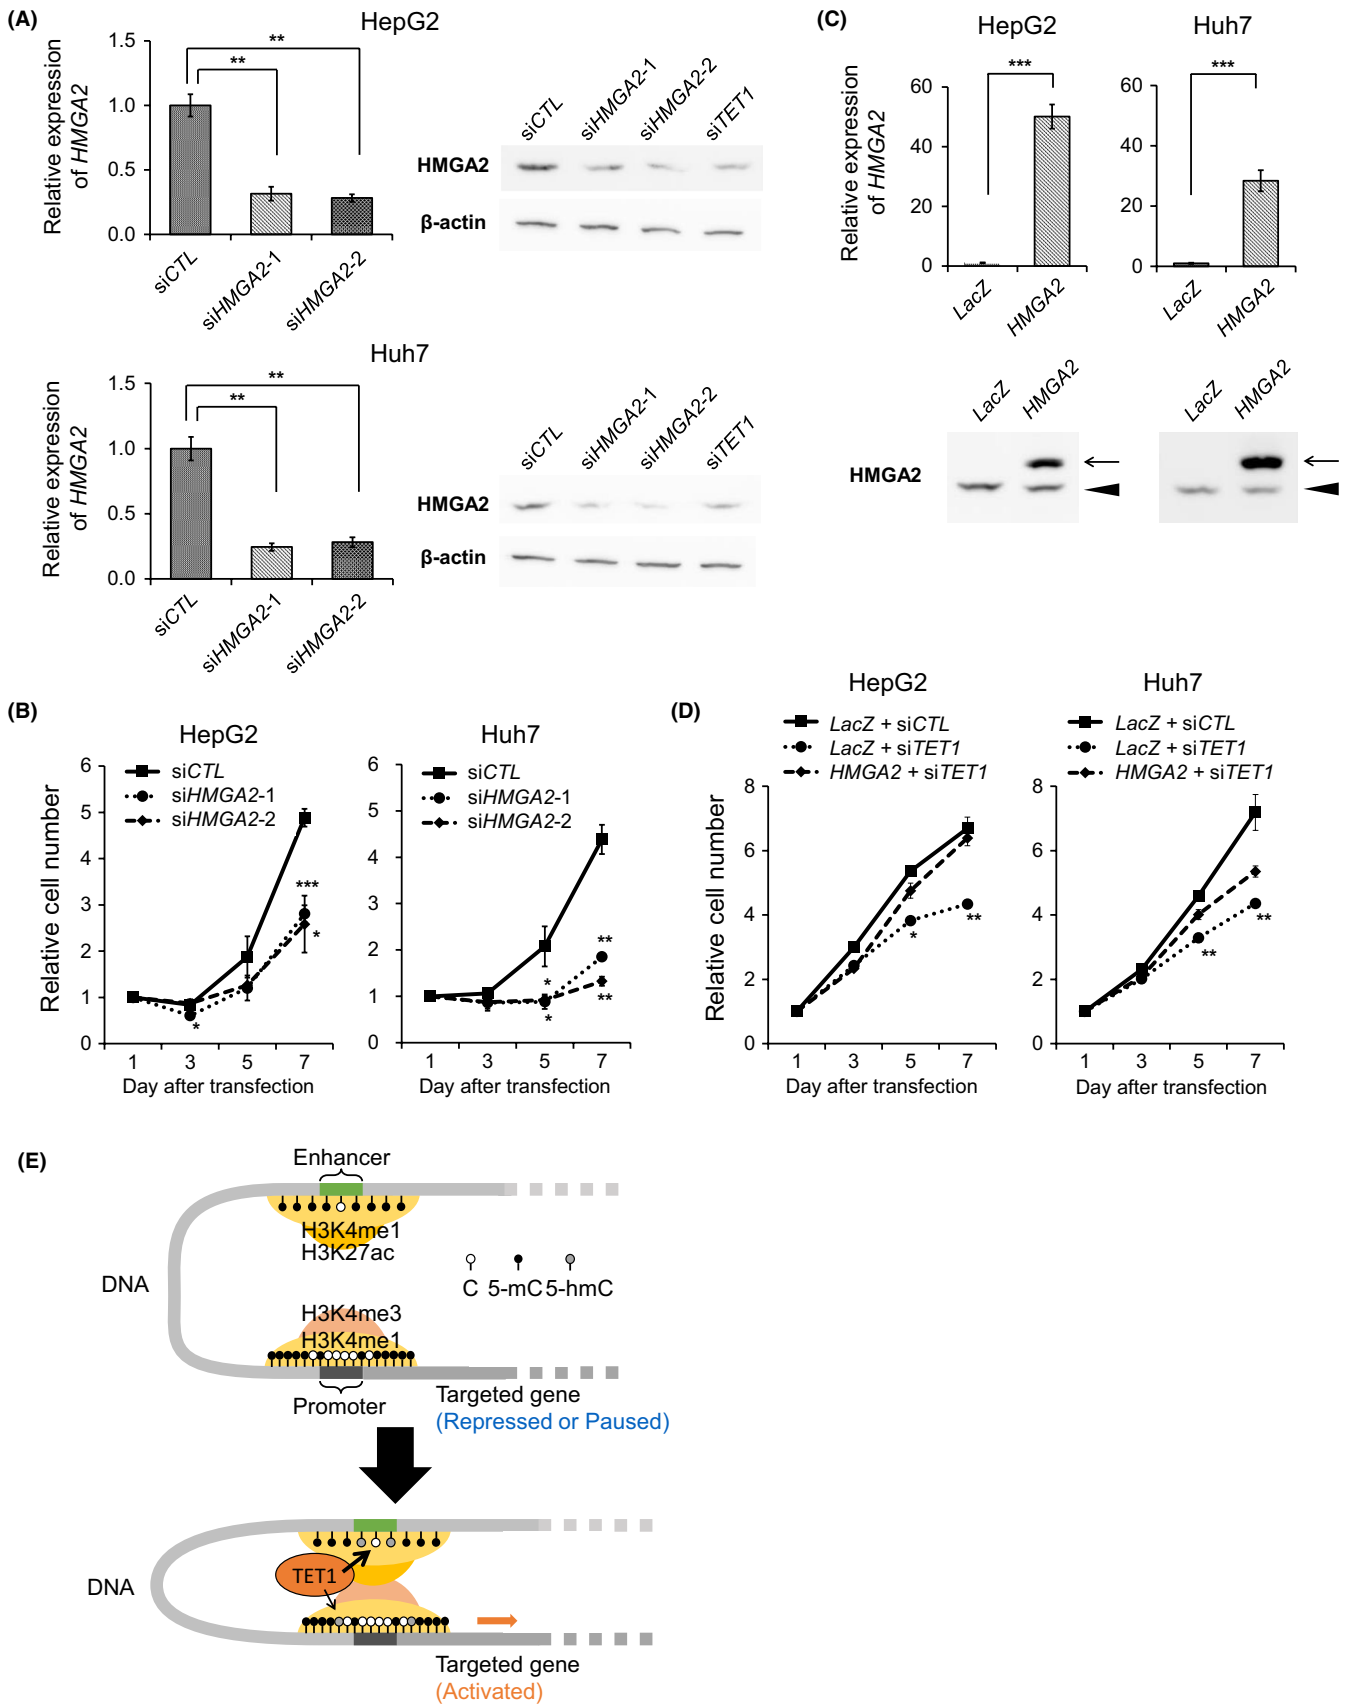 (A)
HepG2
Relative expression
of HMGA2
1.5
1.0
0.5
0.0
**
**
siCTL
siHMGA2-1
siHMGA2-2
siCTL
siHMGA2-1
siHMGA2-2
siTET1
HMGA2
β-actin
Huh7
Relative expression
of HMGA2
1.5
1.0
0.5
0.0
**
**
siCTL
siHMGA2-1
siHMGA2-2
siCTL
siHMGA2-1
siHMGA2-2
siTET1
HMGA2
β-actin
(C)
HepG2
Huh7
Relative expression
of HMGA2
60
40
20
0
***
LacZ
HMGA2
60
40
20
0
***
LacZ
HMGA2
LacZ
HMGA2
LacZ
HMGA2
HMGA2
(B)
HepG2
siCTL
siHMGA2-1
siHMGA2-2
Relative cell number
6
5
4
3
2
1
0
*
***
*
1 3 5 7
Day after transfection
Huh7
siCTL
siHMGA2-1
siHMGA2-2
6
5
4
3
2
1
0
*
*
**
**
1 3 5 7
Day after transfection
(D)
HepG2
LacZ + siCTL
LacZ + siTET1
HMGA2 + siTET1
Relative cell number
8
6
4
2
0
*
**
1 3 5 7
Day after transfection
Huh7
LacZ + siCTL
LacZ + siTET1
HMGA2 + siTET1
8
6
4
2
0
**
**
1 3 5 7
Day after transfection
(E)
Enhancer
H3K4me1
H3K27ac
DNA
C 5-mC 5-hmC
H3K4me3
H3K4me1
Promoter
Targeted gene
(Repressed or Paused)
TET1
DNA
Targeted gene
(Activated)